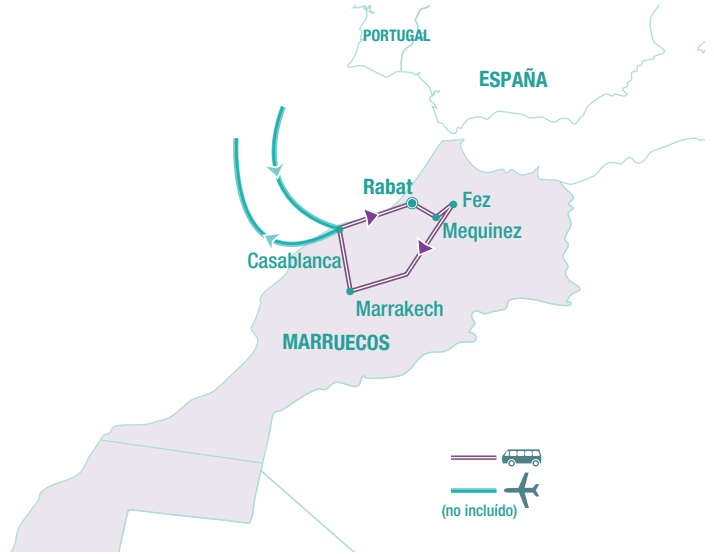 PORTUGAL
ESPAÑA
Rabat
Fez
Mequinez
Casablanca
Marrakech
MARRUECOS
(no incluído)